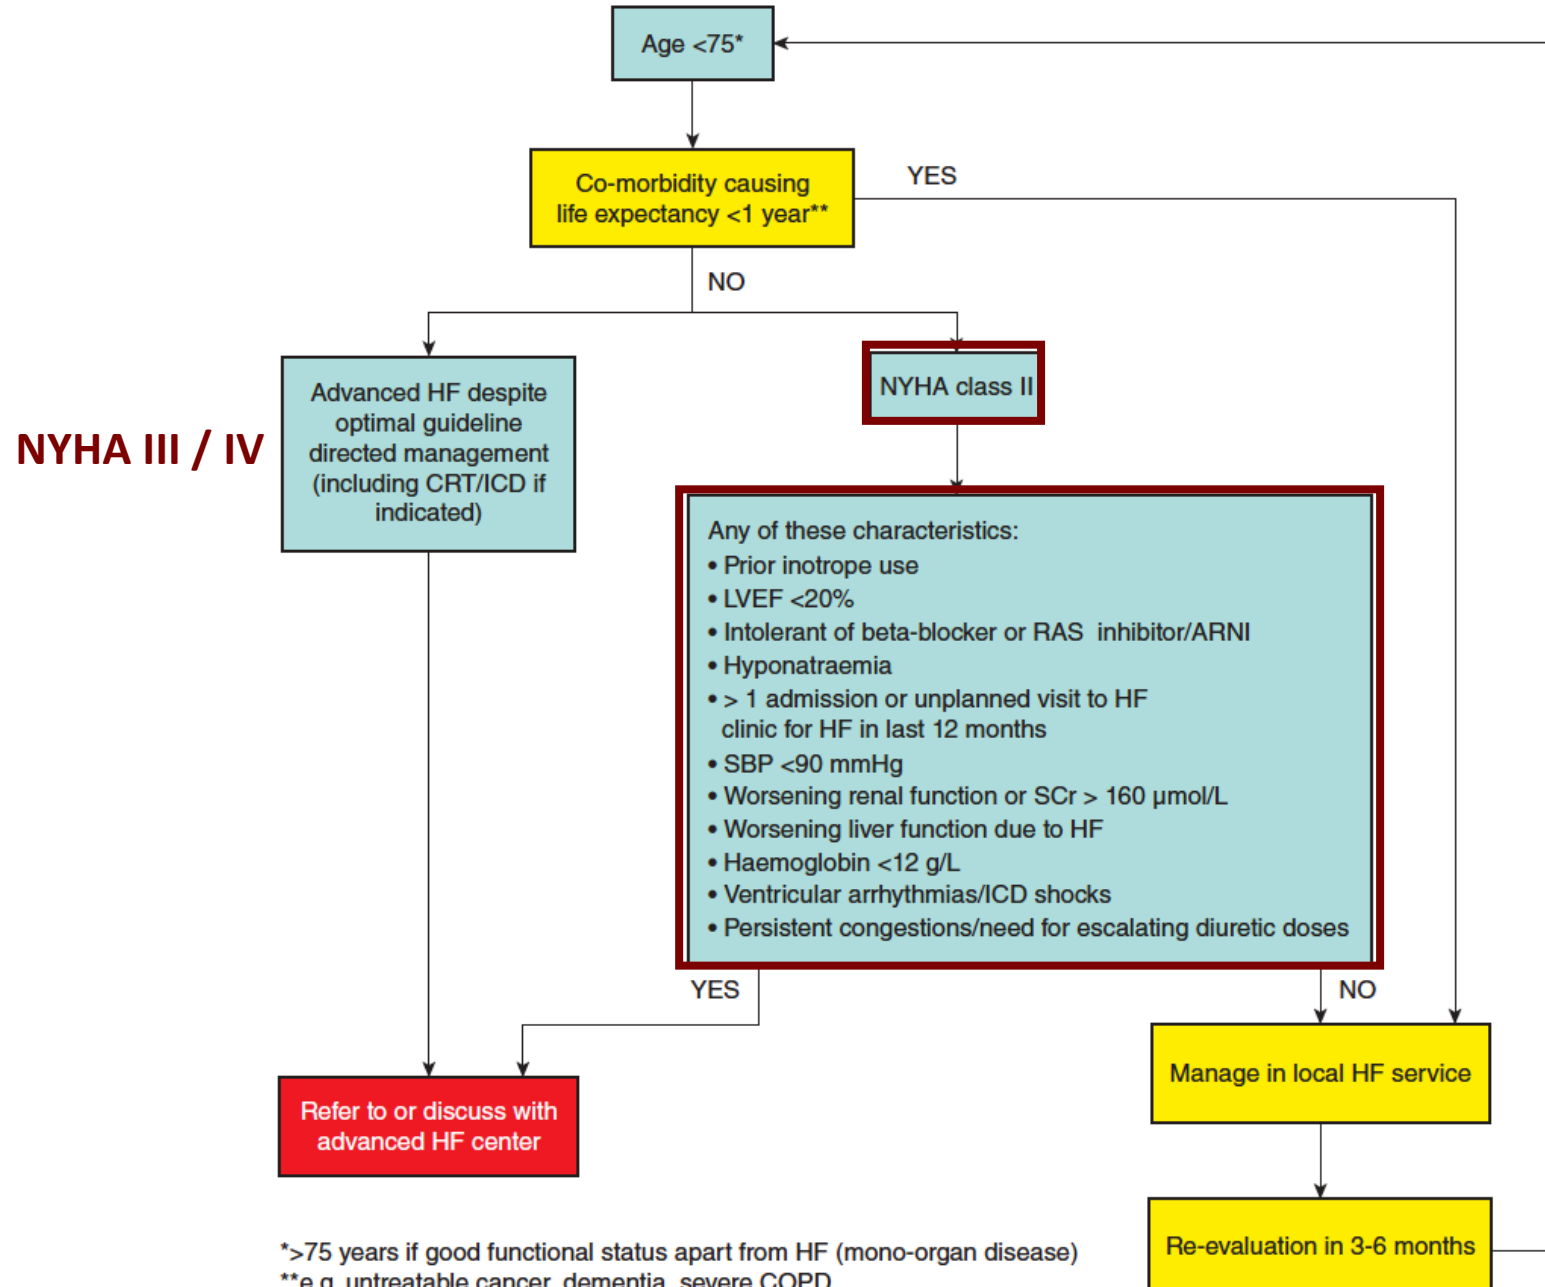 Age <75*
Co-morbidity causing
life expectancy <1 year**
YES
NO
NYHA III / IV
Advanced HF despite
optimal guideline
directed management
(including CRT/ICD if
indicated)
NYHA class II
Any of these characteristics:
• Prior inotrope use
• LVEF <20%
• Intolerant of beta-blocker or RAS inhibitor/ARNI
• Hyponatraemia
• > 1 admission or unplanned visit to HF
clinic for HF in last 12 months
• SBP <90 mmHg
• Worsening renal function or SCr > 160 µmol/L
• Worsening liver function due to HF
• Haemoglobin <12 g/L
• Ventricular arrhythmias/ICD shocks
• Persistent congestions/need for escalating diuretic doses
YES
NO
Manage in local HF service
Refer to or discuss with
advanced HF center
Re-evaluation in 3-6 months
*>75 years if good functional status apart from HF (mono-organ disease)
**e.g. untreatable cancer, dementia, severe COPD